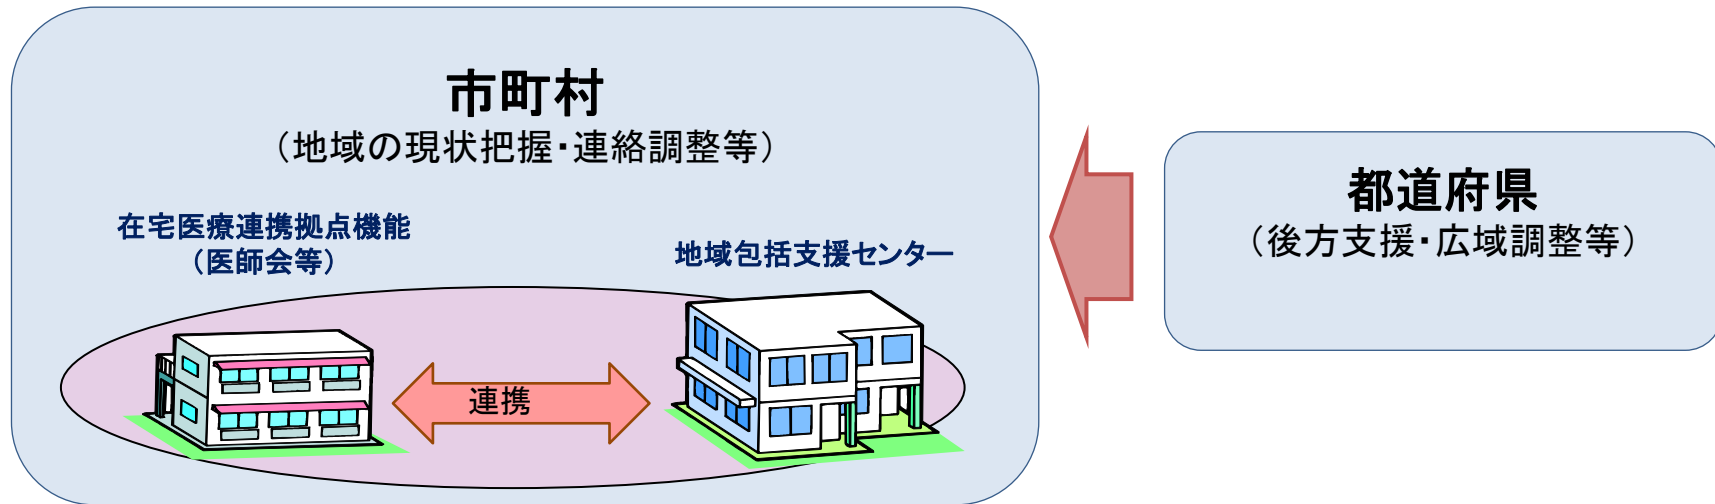 市町村
（地域の現状把握・連絡調整等）
在宅医療連携拠点機能
（医師会等）
地域包括支援センター
連携
都道府県
（後方支援・広域調整等）